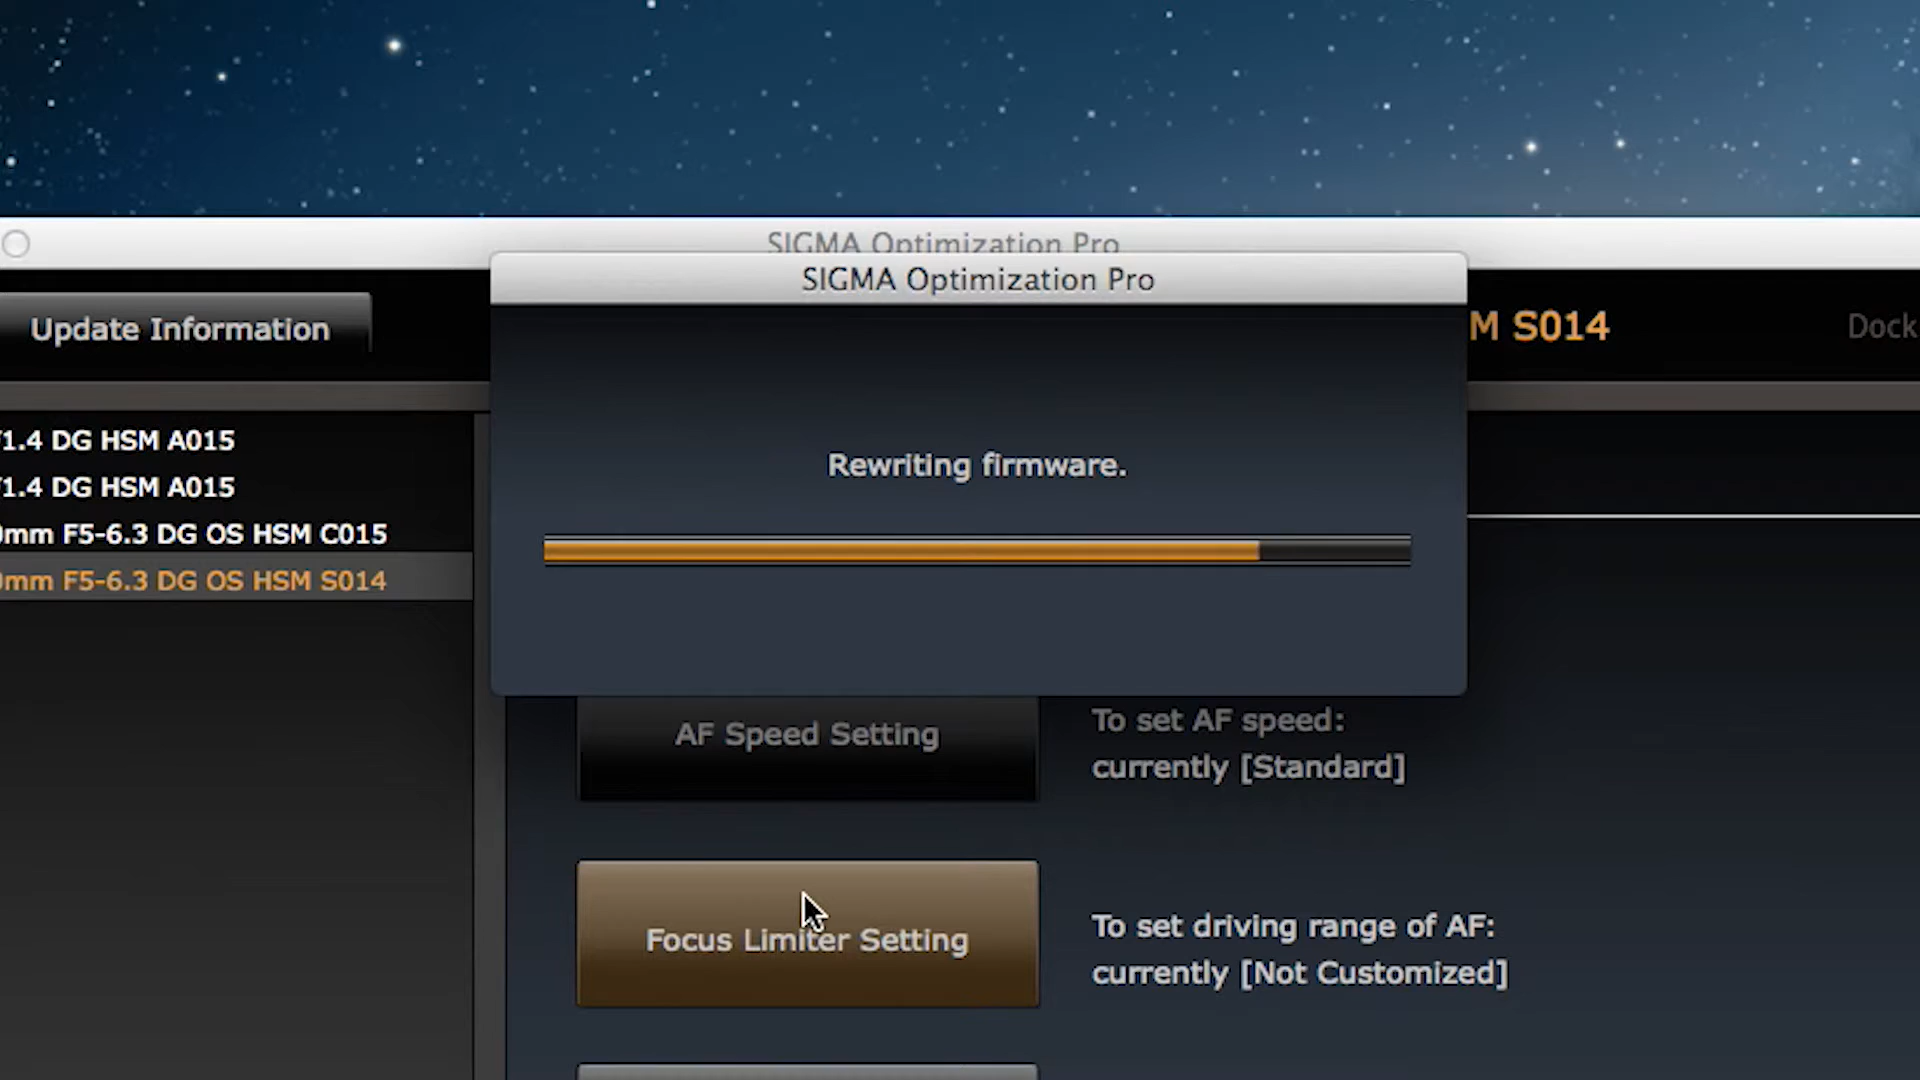 SIGMA Optimization Pro
SIGMA Optimization Pro
Update Information
M S014
Dock
1.4 DG HSM A015
1.4 DG HSM A015
mm F5-6.3 DG OS HSM C015
mm F5-6.3 DG OS HSM S014
Rewriting firmware.
AF Speed Setting
To set AF speed:
currently [Standard]
Focus Limiter Setting
To set driving range of AF:
currently [Not Customized]